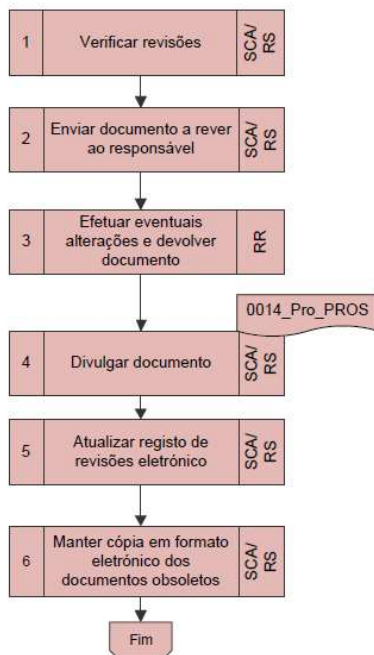 1
Verificar revisões
SCA/
RS
2
Enviar documento a rever
ao responsável
SCA/
RS
3
Efetuar eventuais
alterações e devolver
documento
RR
0014_Pro_PROS
4
Divulgar documento
SCA/
RS
5
Atualizar registo de
revisões eletrónico
SCA/
RS
6
Manter cópia em formato
eletrónico dos
documentos obsoletos
SCA/
RS
Fim